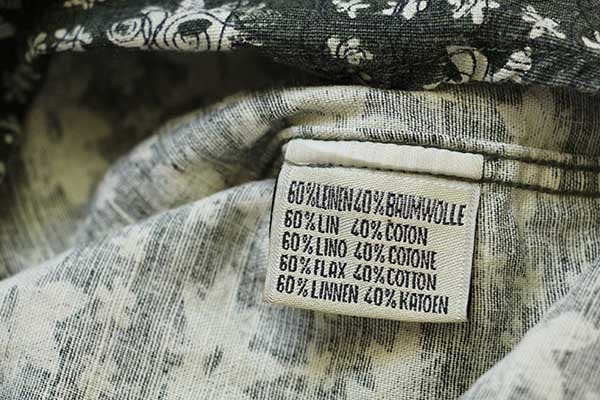 60%LEINEN 40%BAUMWOLLE
60% LIN 40% COTON
60% LINO 40% COTONE
60% FLAX 40% COTTON
60% LINNEN 40% KATOEN